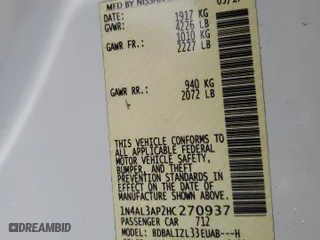 MFD BY NISSAN
DATE: 1917 KG
GVWR: 4226 LB
GAWR FR.: 1010 KG
2227 LB
GAWR RR.: 940 KG
2072 LB
THIS VEHICLE CONFORMS TO
ALL APPLICABLE FEDERAL
MOTOR VEHICLE SAFETY,
BUMPER, AND THEFT
PREVENTION STANDARDS IN
EFFECT ON THE DATE OF
MANUFACTURE SHOWN ABOVE.
1N4AL3AP2HC270937
PASSENGER CAR 712
MODEL: BDBALIZL33EUAB---H
DREAMBID